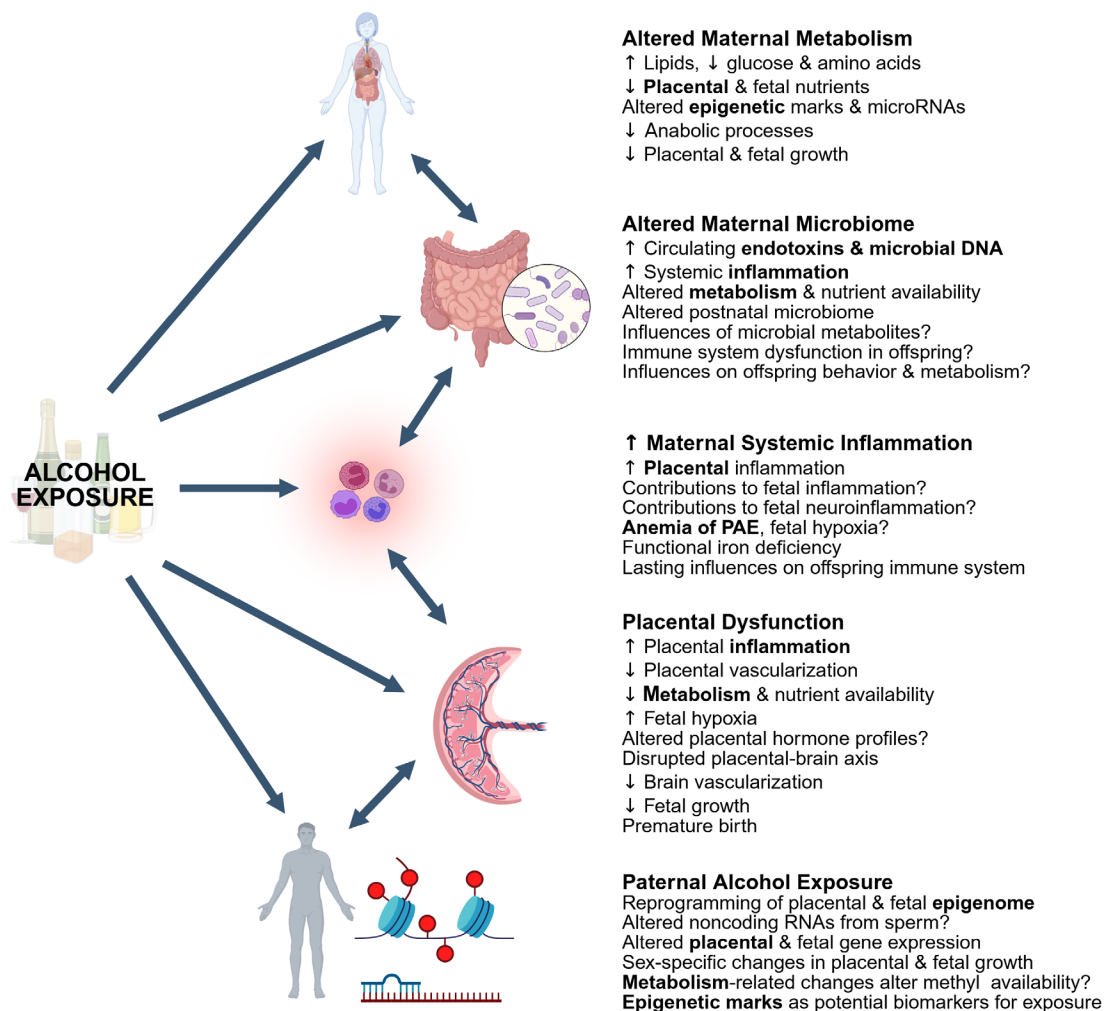 Altered Maternal Metabolism
↑ Lipids, ↓ glucose & amino acids
↓ Placental & fetal nutrients
Altered epigenetic marks & microRNAs
↓ Anabolic processes
↓ Placental & fetal growth
Altered Maternal Microbiome
↑ Circulating endotoxins & microbial DNA
↑ Systemic inflammation
Altered metabolism & nutrient availability
Altered postnatal microbiome
Influences of microbial metabolites?
Immune system dysfunction in offspring?
Influences on offspring behavior & metabolism?
ALCOHOL
EXPOSURE
↑ Maternal Systemic Inflammation
↑ Placental inflammation
Contributions to fetal inflammation?
Contributions to fetal neuroinflammation?
Anemia of PAE, fetal hypoxia?
Functional iron deficiency
Lasting influences on offspring immune system
Placental Dysfunction
↑ Placental inflammation
↓ Placental vascularization
↓ Metabolism & nutrient availability
↑ Fetal hypoxia
Altered placental hormone profiles?
Disrupted placental-brain axis
↓ Brain vascularization
↓ Fetal growth
Premature birth
Paternal Alcohol Exposure
Reprogramming of placental & fetal epigenome
Altered noncoding RNAs from sperm?
Altered placental & fetal gene expression
Sex-specific changes in placental & fetal growth
Metabolism-related changes alter methyl  availability?
Epigenetic marks as potential biomarkers for exposure